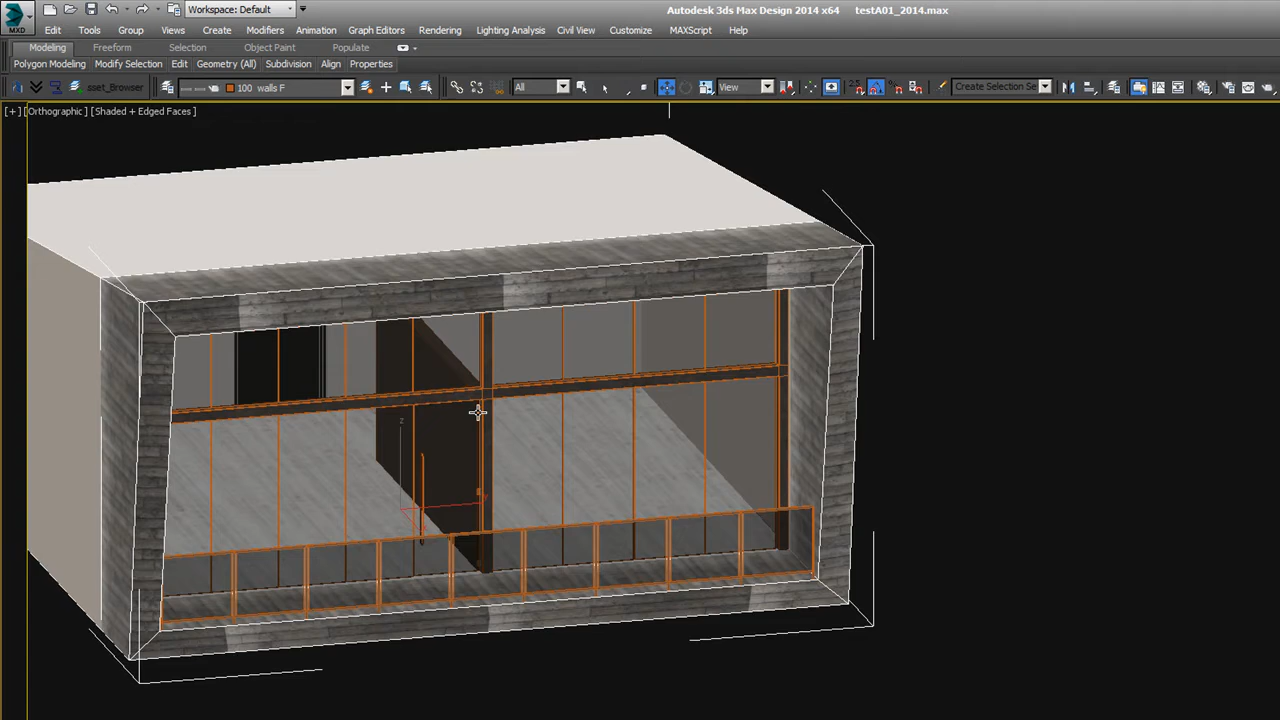 Workspace: Default
Autodesk 3ds Max Design 2014 x64 testA01_2014.max
MXD
Edit Tools Group Views Create Modifiers Animation Graph Editors Rendering Lighting Analysis Civil View Customize MAXScript Help
Modeling Freeform Selection Object Paint Populate
Polygon Modeling Modify Selection Edit Geometry (All) Subdivision Align Properties
sset_Browser 100 walls F All View Create Selection Se
[+] [Orthographic] [Shaded + Edged Faces]